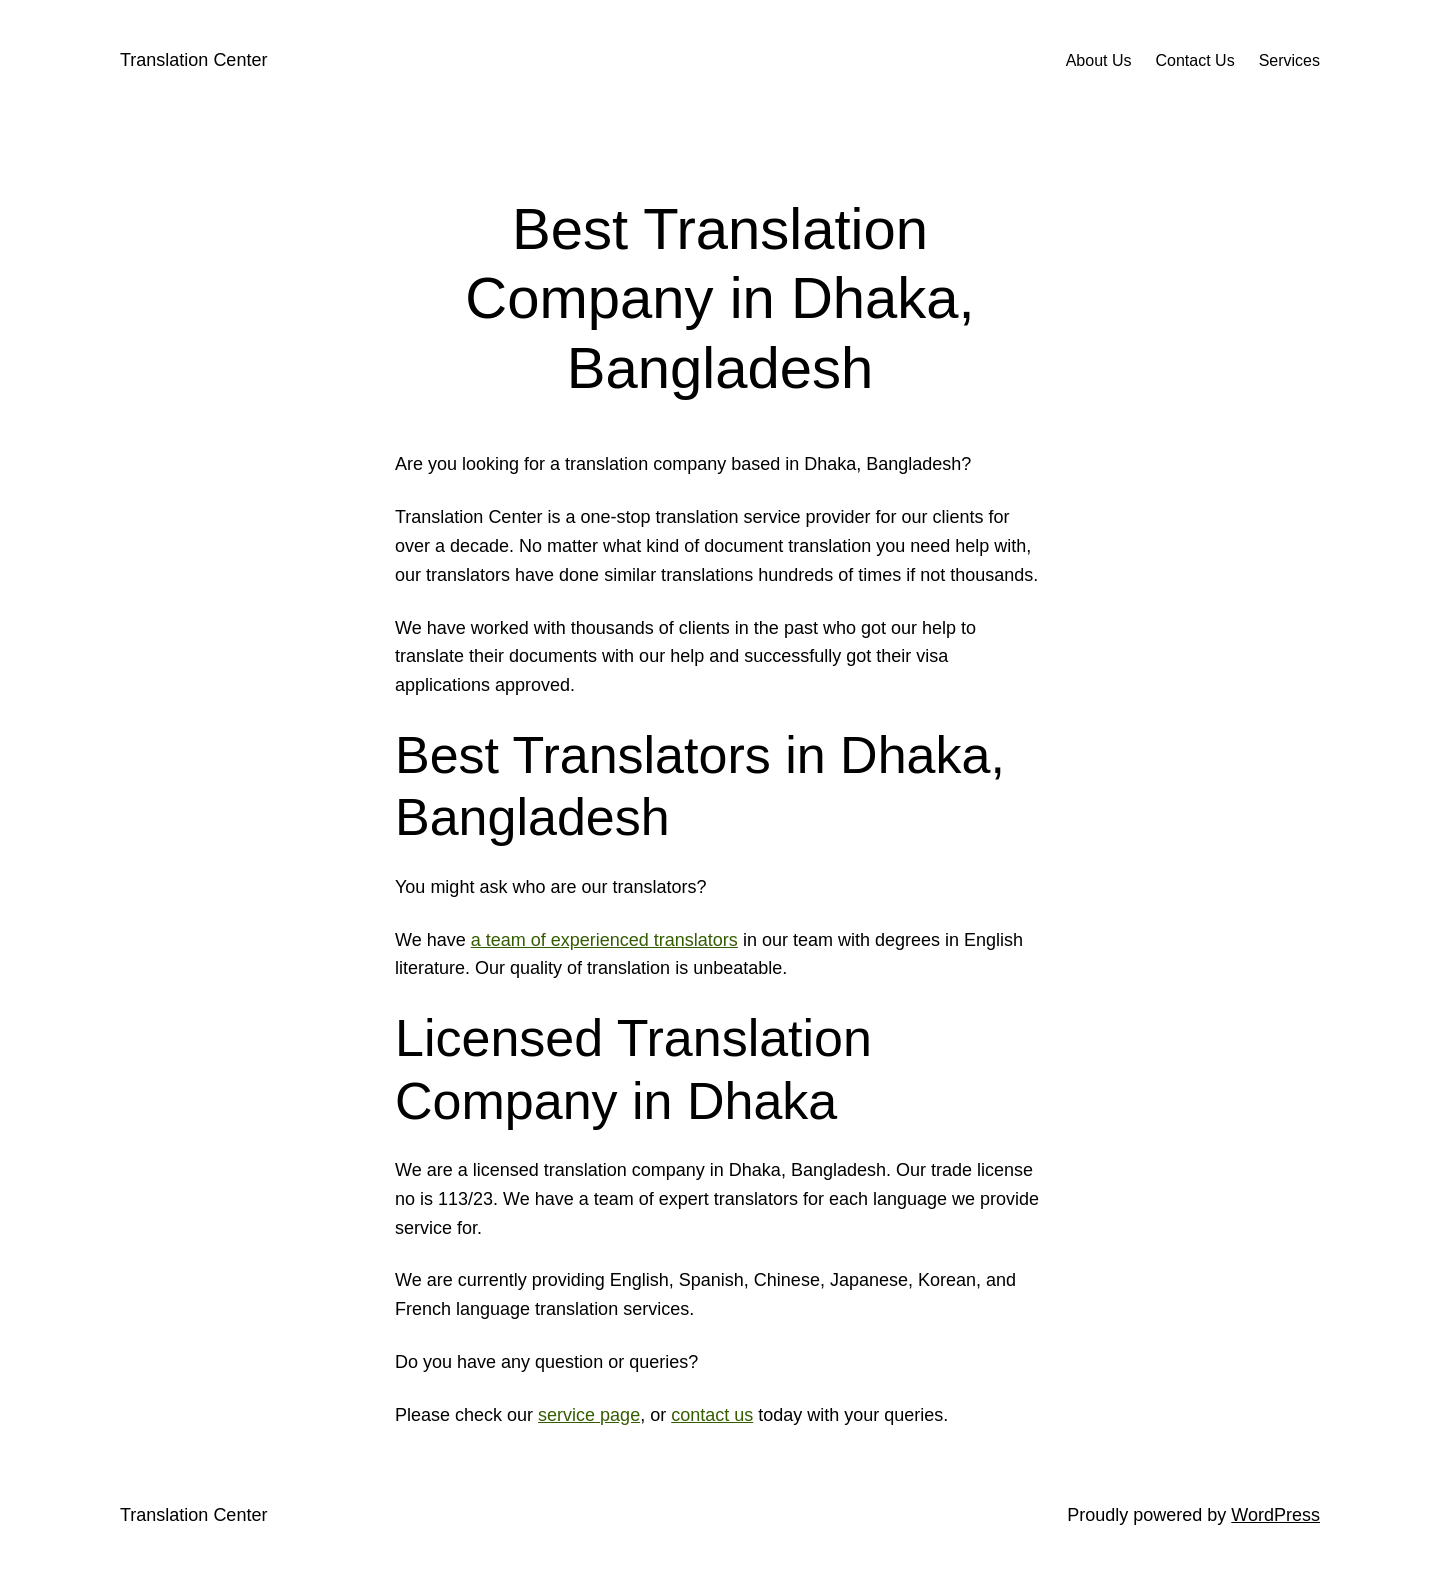 Translation Center
About Us Contact Us Services
Best Translation
Company in Dhaka,
Bangladesh
Are you looking for a translation company based in Dhaka, Bangladesh?
Translation Center is a one-stop translation service provider for our clients for
over a decade. No matter what kind of document translation you need help with,
our translators have done similar translations hundreds of times if not thousands.
We have worked with thousands of clients in the past who got our help to
translate their documents with our help and successfully got their visa
applications approved.
Best Translators in Dhaka,
Bangladesh
You might ask who are our translators?
We have a team of experienced translators in our team with degrees in English
literature. Our quality of translation is unbeatable.
Licensed Translation
Company in Dhaka
We are a licensed translation company in Dhaka, Bangladesh. Our trade license
no is 113/23. We have a team of expert translators for each language we provide
service for.
We are currently providing English, Spanish, Chinese, Japanese, Korean, and
French language translation services.
Do you have any question or queries?
Please check our service page, or contact us today with your queries.
Translation Center
Proudly powered by WordPress